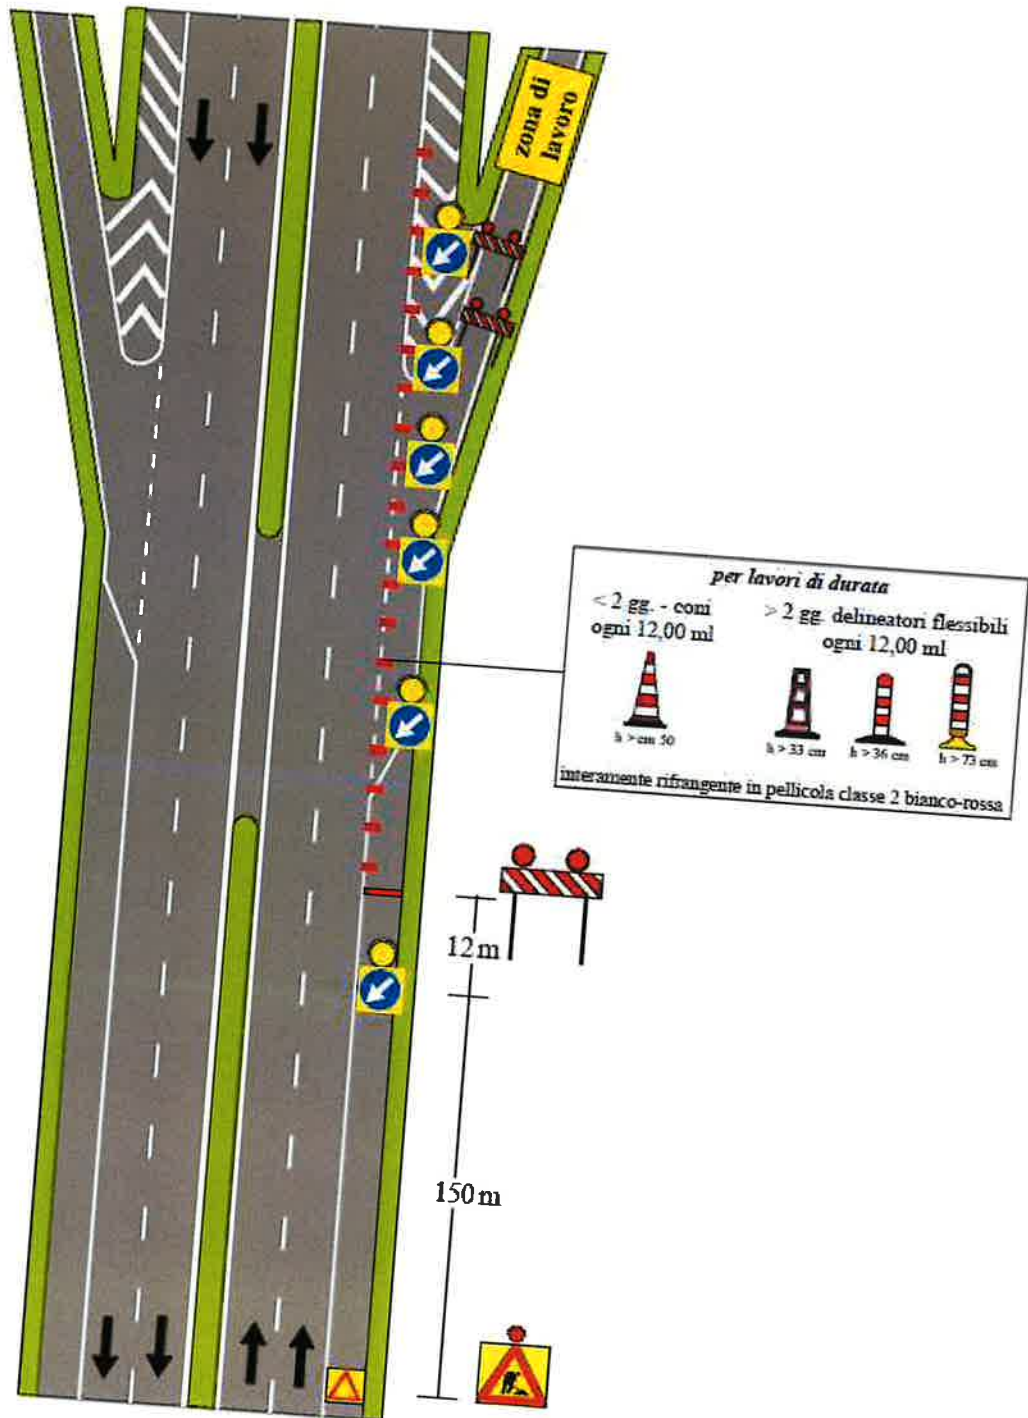 zona di
lavoro
per lavori di durata
< 2 gg. - coni
ogni 12,00 ml
> 2 gg. delineatori flessibili
ogni 12,00 ml
h > cm 50
h > 33 cm
h > 36 cm
h > 73 cm
interamente rifrangente in pellicola classe 2 bianco-rossa
12 m
150 m